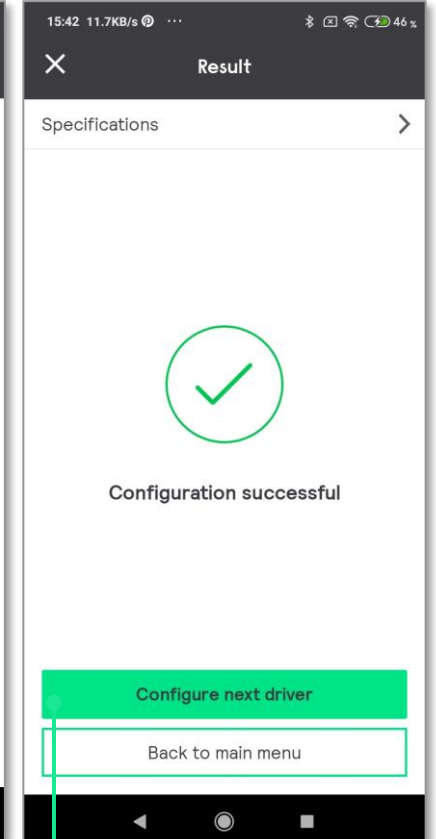 15:42 11.7KB/s ... 46%
Result
Specifications
Configuration successful
Configure next driver
Back to main menu